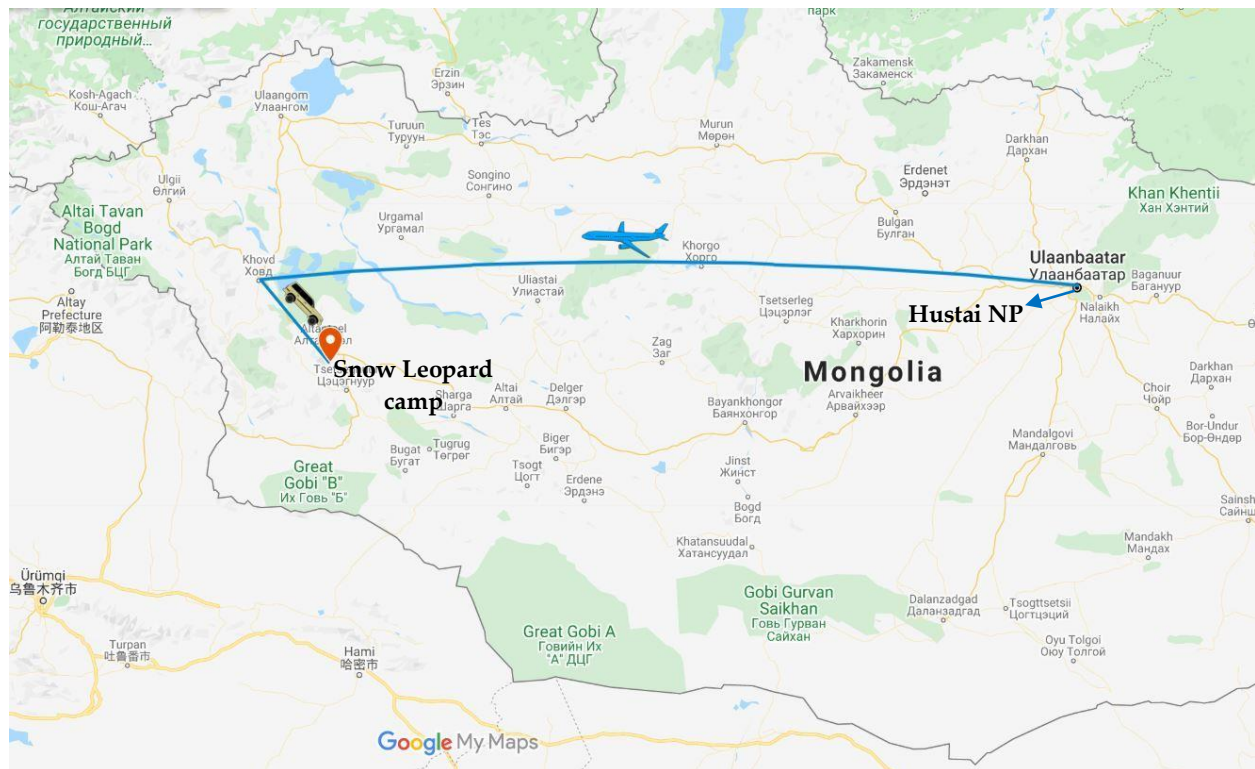 Алтайский
государственный
природный...
парк
Kosh-Agach
Кош-Агач
Erzin
Эрзин
Zakamensk
Закаменск
Ulaangom
Улаангом
Turuun
Туруун
Tes
Тэс
Murun
Мөрөн
Darkhan
Дархан
Ulgii
Өлгий
Songino
Сонгино
Erdenet
Эрдэнэт
Khan Khentii
Хан Хэнтий
Altai Tavan
Bogd
National Park
Алтай Таван
Богд БЦГ
Urgamal
Ургамал
Bulgan
Булган
Khovd
Ховд
Khorgo
Хорго
Ulaanbaatar
Улаанбаатар
Baganuur
Багануур
Uliastai
Улиастай
Altay
Prefecture
阿勒泰地区
Tsetserleg
Цэцэрлэг
Hustai NP
Nalaikh
Налайх
Kharkhorin
Хархорин
Snow Leopard
camp
Цэцэгнуур
Zag
Заг
Mongolia
Altai
Алтай
Delger
Дэлгэр
Sharga
Шарга
Bayankhongor
Баянхонгор
Arvaikheer
Арвайхээр
Choir
Чойр
Darkhan
Дархан
Bor-Undur
Бор-Өндөр
Bugat
Бугат
Tugrug
Төгрөг
Biger
Бигэр
Mandalgovi
Мандалговь
Great
Gobi "B"
Их Говь "Б"
Tsogt
Цогт
Erdene
Эрдэнэ
Jinst
Жинст
Bogd
Богд
Sainsh
Сайнш
Khatansuudal
Хатансуудал
Mandakh
Мандах
Ürümqi
乌鲁木齐市
Gobi Gurvan
Saikhan
Говь Гурван
Сайхан
Dalanzadgad
Даланзадгад
Tsogttsetsii
Цогтцэций
Great Gobi A
Говийн Их
"А" ДЦГ
Oyu Tolgoi
Оюу Толгой
Turpan
吐鲁番市
Hami
哈密市
Google My Maps